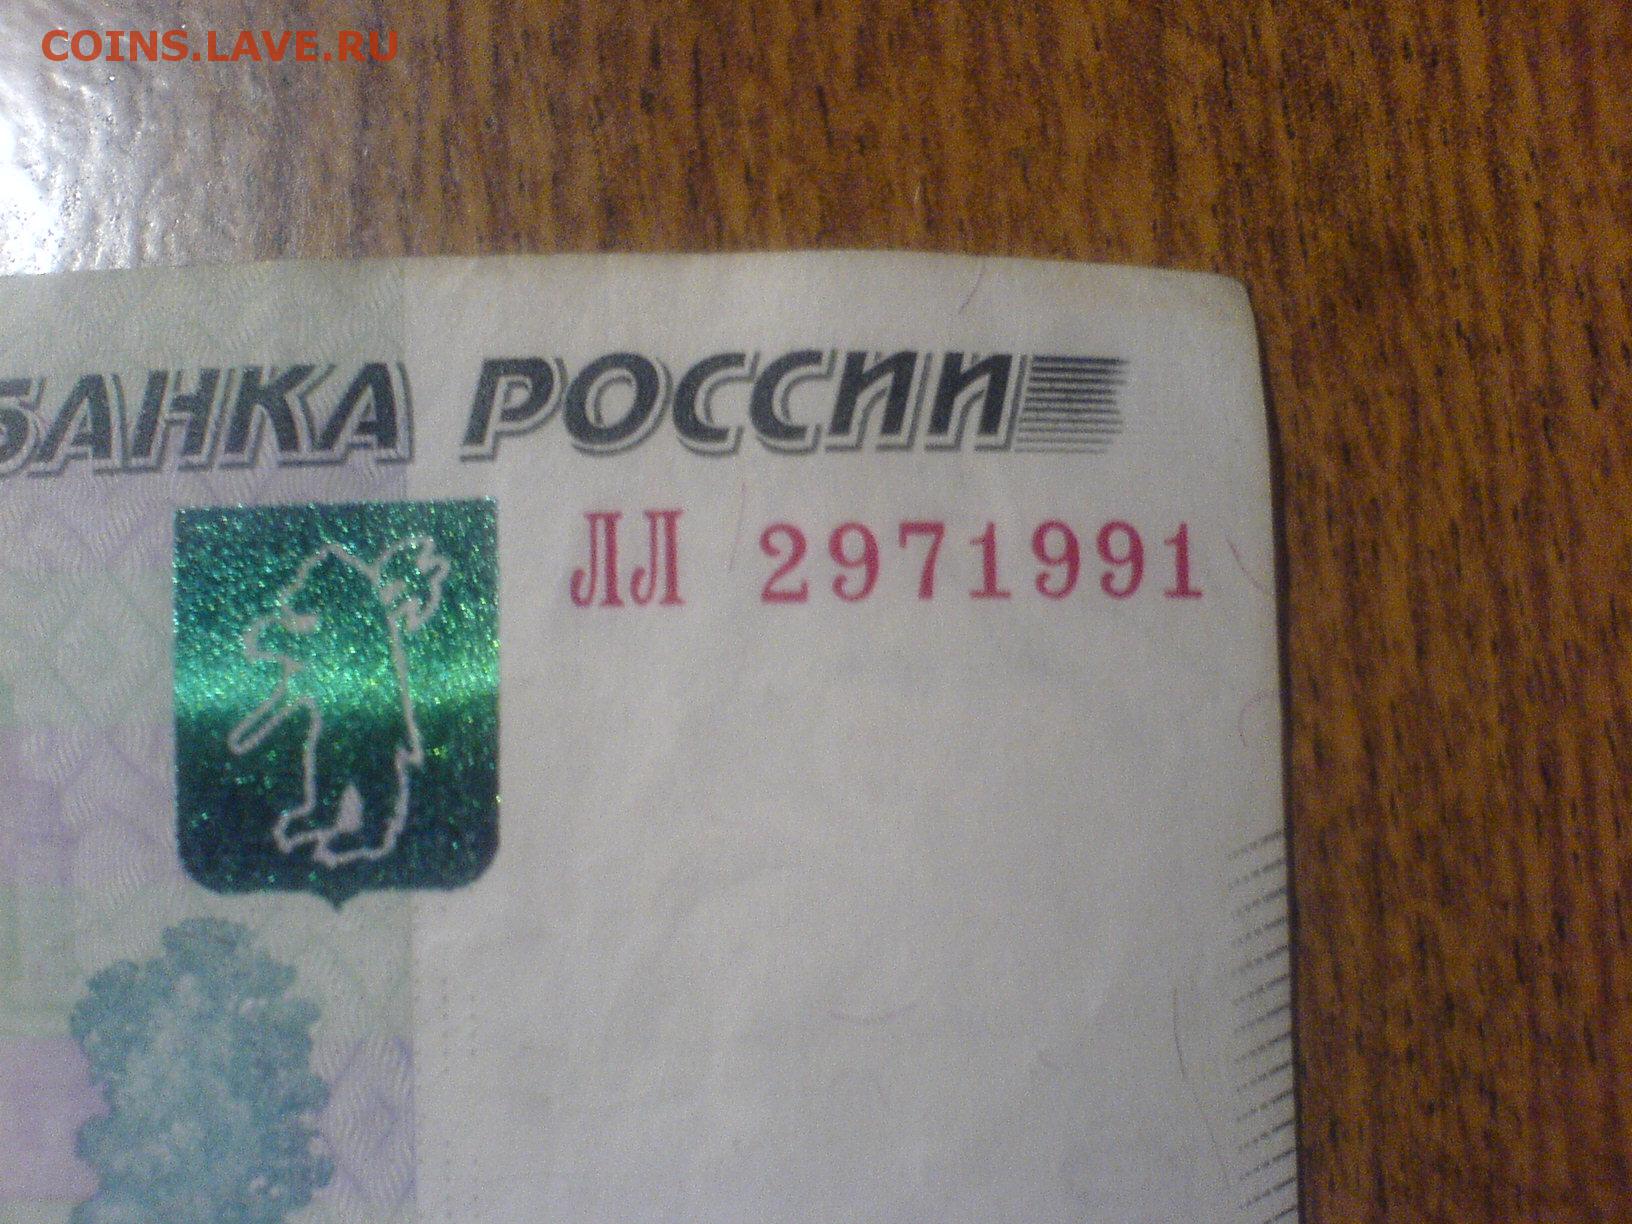 COINS.LAVE.RU
БАНКА РОССИИ
ЛЛ 2971991